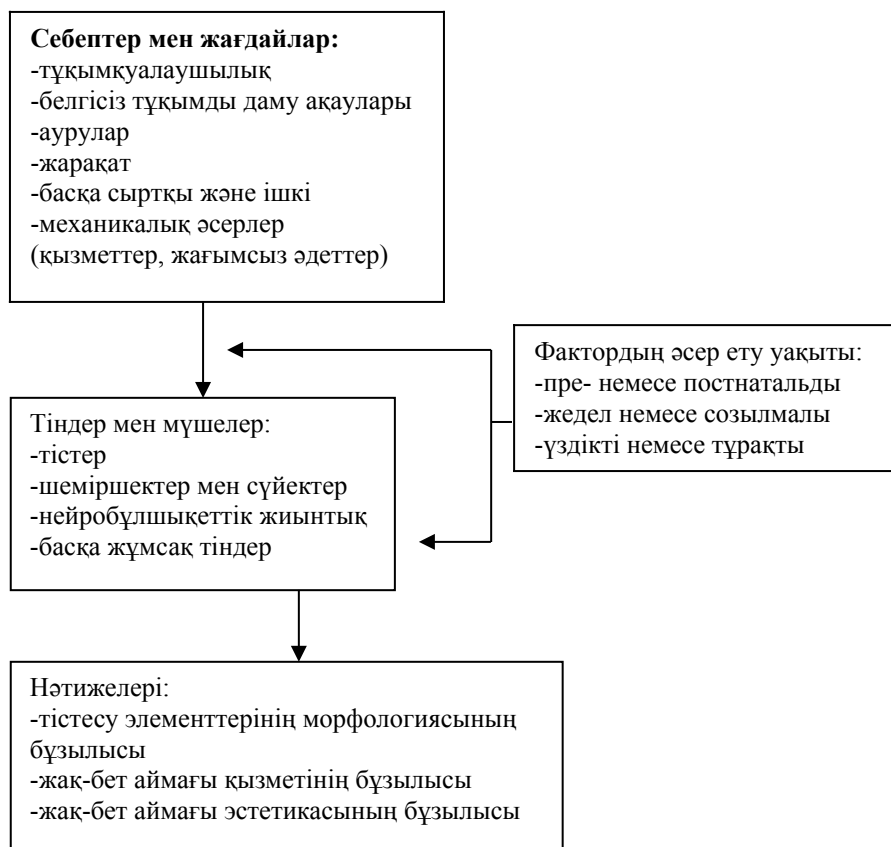 Себептер мен жағдайлар:
-тұқымқуалаушылық
-белгісіз тұқымды даму ақаулары
-аурулар
-жарақат
-басқа сыртқы және ішкі
-механикалық әсерлер
(қызметтер, жағымсыз әдеттер)
Фактордың әсер ету уақыты:
-пре- немесе постнатальды
-жедел немесе созылмалы
-үздікті немесе тұрақты
Тіндер мен мүшелер:
-тістер
-шеміршектер мен сүйектер
-нейробұлшықеттік жиынтық
-басқа жұмсақ тіндер
Нәтижелері:
-тістесу элементтерінің морфологиясының
бұзылысы
-жақ-бет аймағы қызметінің бұзылысы
-жақ-бет аймағы эстетикасының бұзылысы